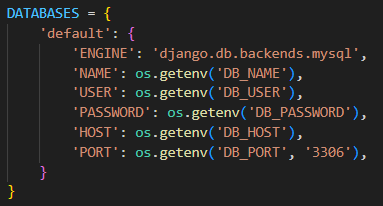 DATABASES = {
    'default': {
        'ENGINE': 'django.db.backends.mysql',
        'NAME': os.getenv('DB_NAME'),
        'USER': os.getenv('DB_USER'),
        'PASSWORD': os.getenv('DB_PASSWORD'),
        'HOST': os.getenv('DB_HOST'),
        'PORT': os.getenv('DB_PORT', '3306'),
    }
}